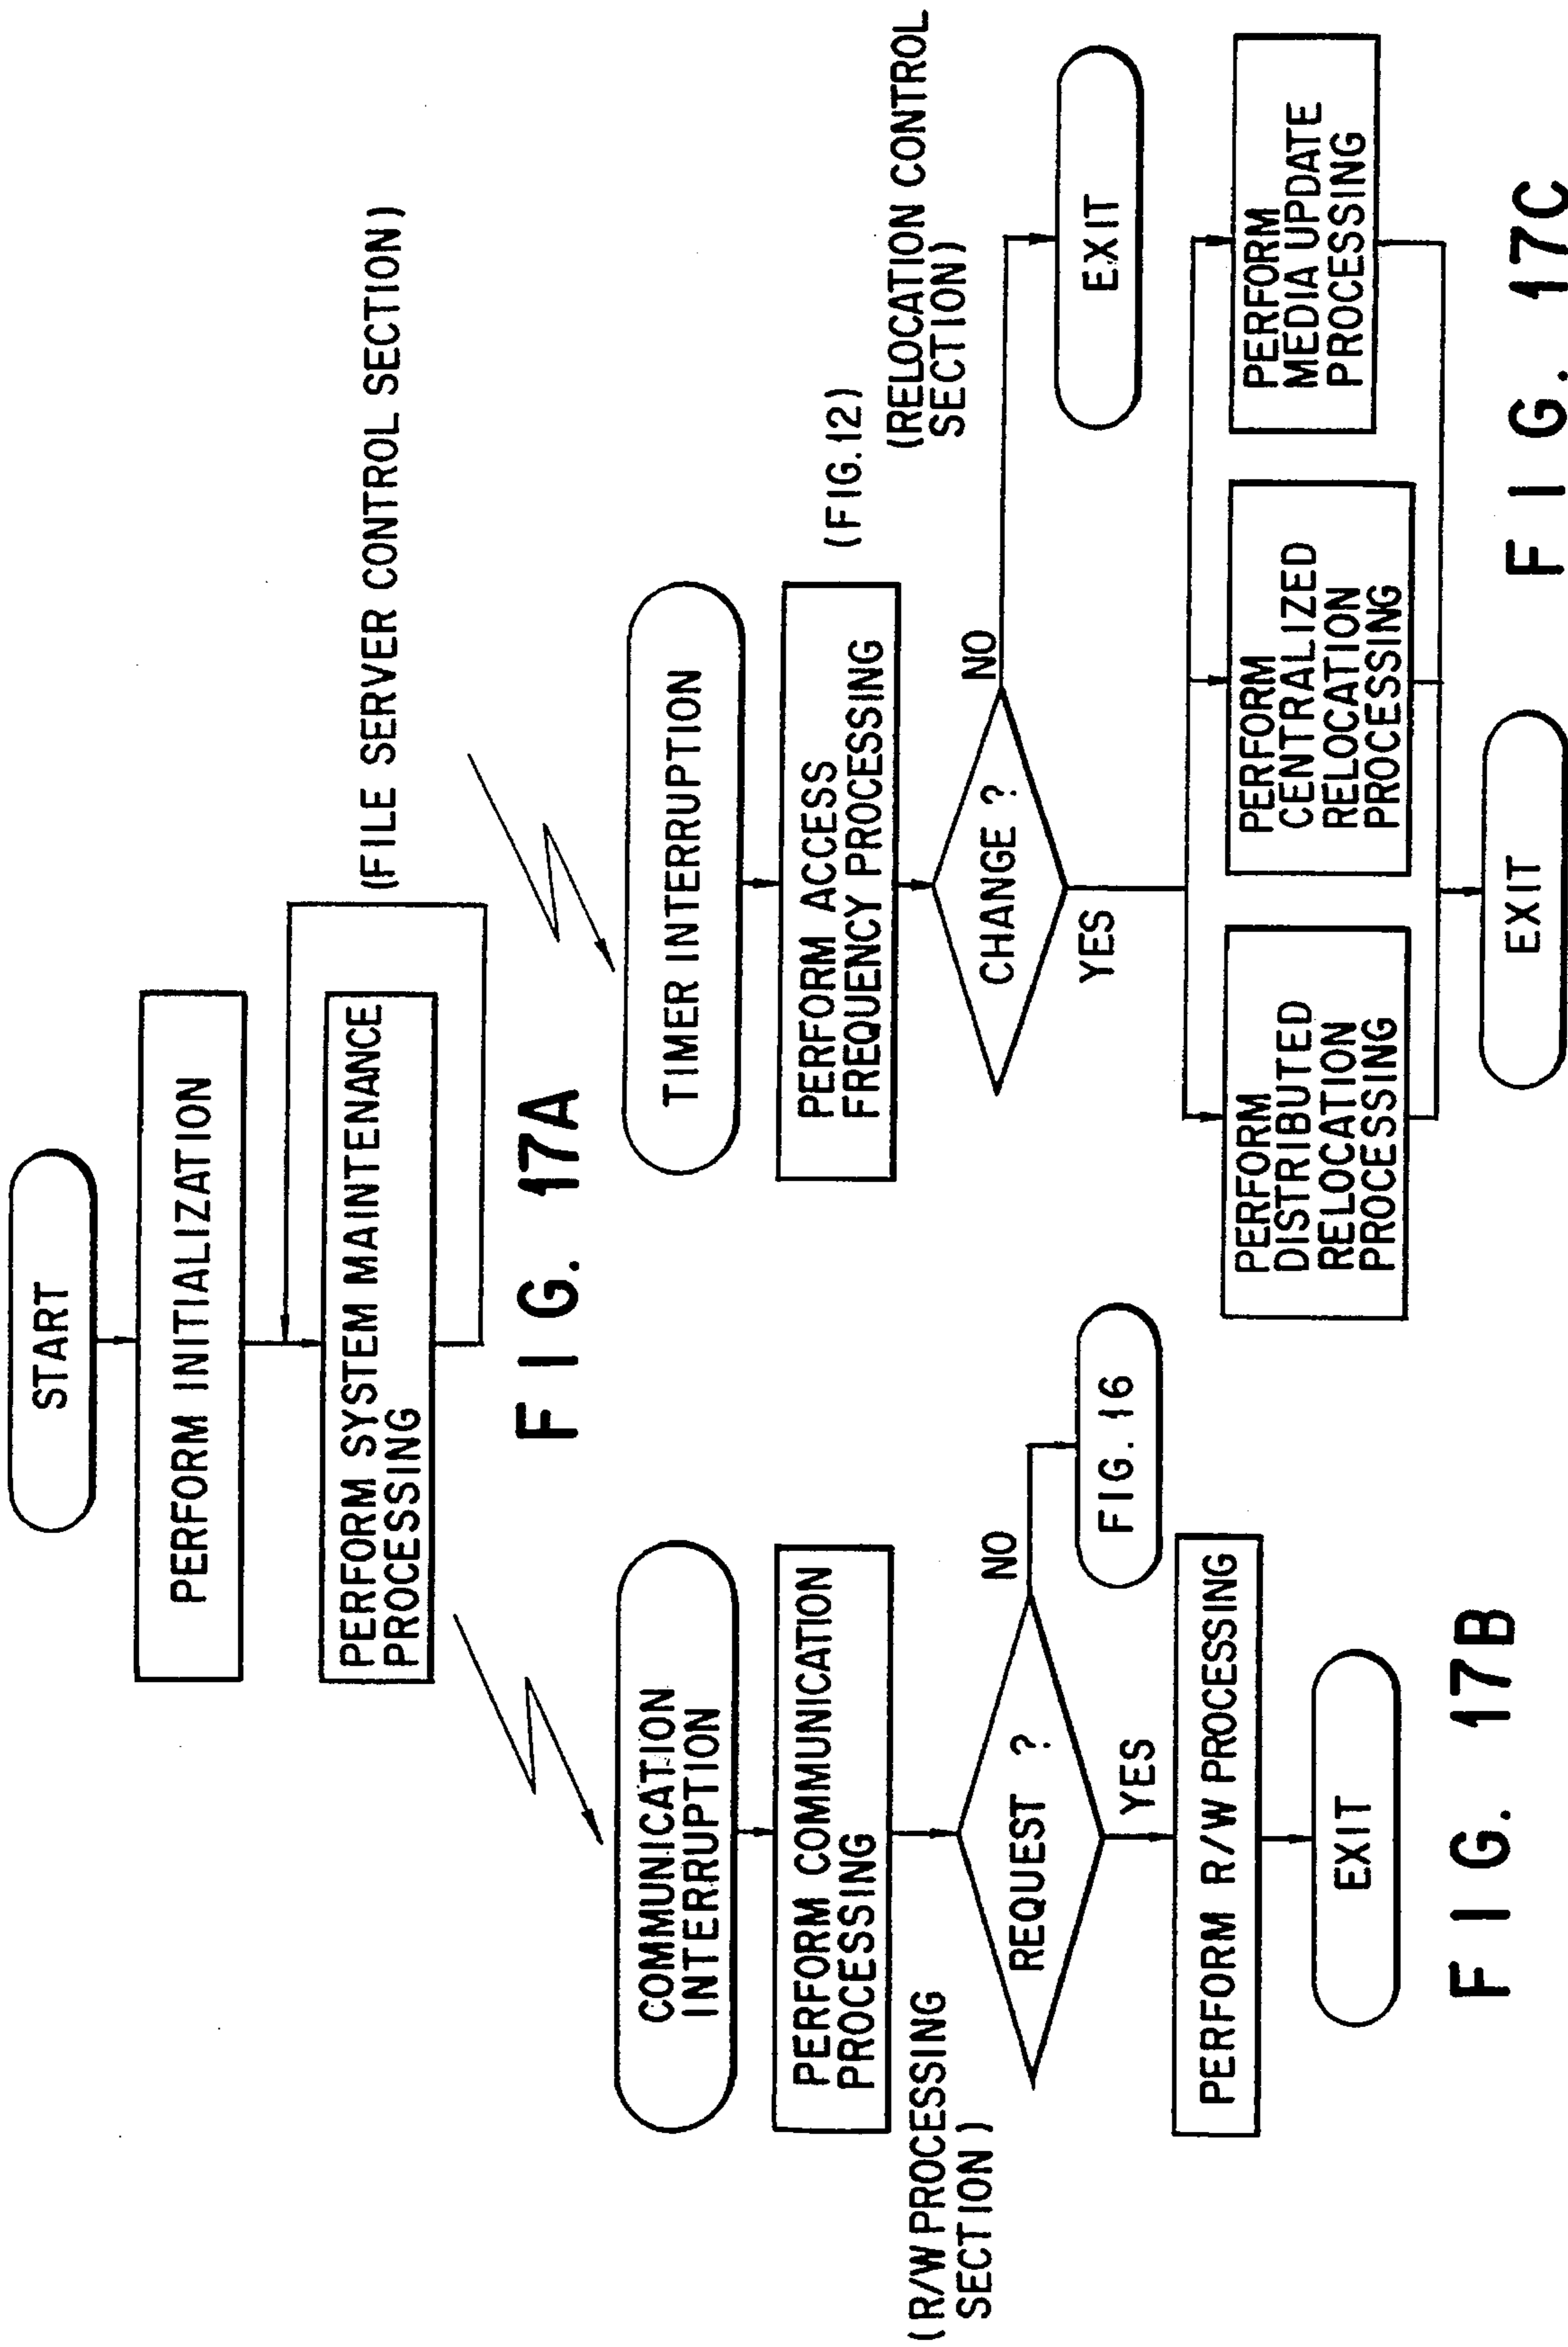 START
PERFORM INITIALIZATION
PERFORM SYSTEM MAINTENANCE
PROCESSING
(FILE SERVER CONTROL SECTION)
FIG. 17A
COMMUNICATION
INTERRUPTION
PERFORM COMMUNICATION
PROCESSING
(R/W PROCESSING
SECTION)
REQUEST ?
NO
FIG. 16
YES
PERFORM R/W PROCESSING
EXIT
FIG. 17B
TIMER INTERRUPTION
PERFORM ACCESS
FREQUENCY PROCESSING
(FIG.12)
(RELOCATION CONTROL
SECTION)
CHANGE ?
NO
EXIT
YES
PERFORM
DISTRIBUTED
RELOCATION
PROCESSING
PERFORM
CENTRALIZED
RELOCATION
PROCESSING
PERFORM
MEDIA UPDATE
PROCESSING
EXIT
FIG. 17C